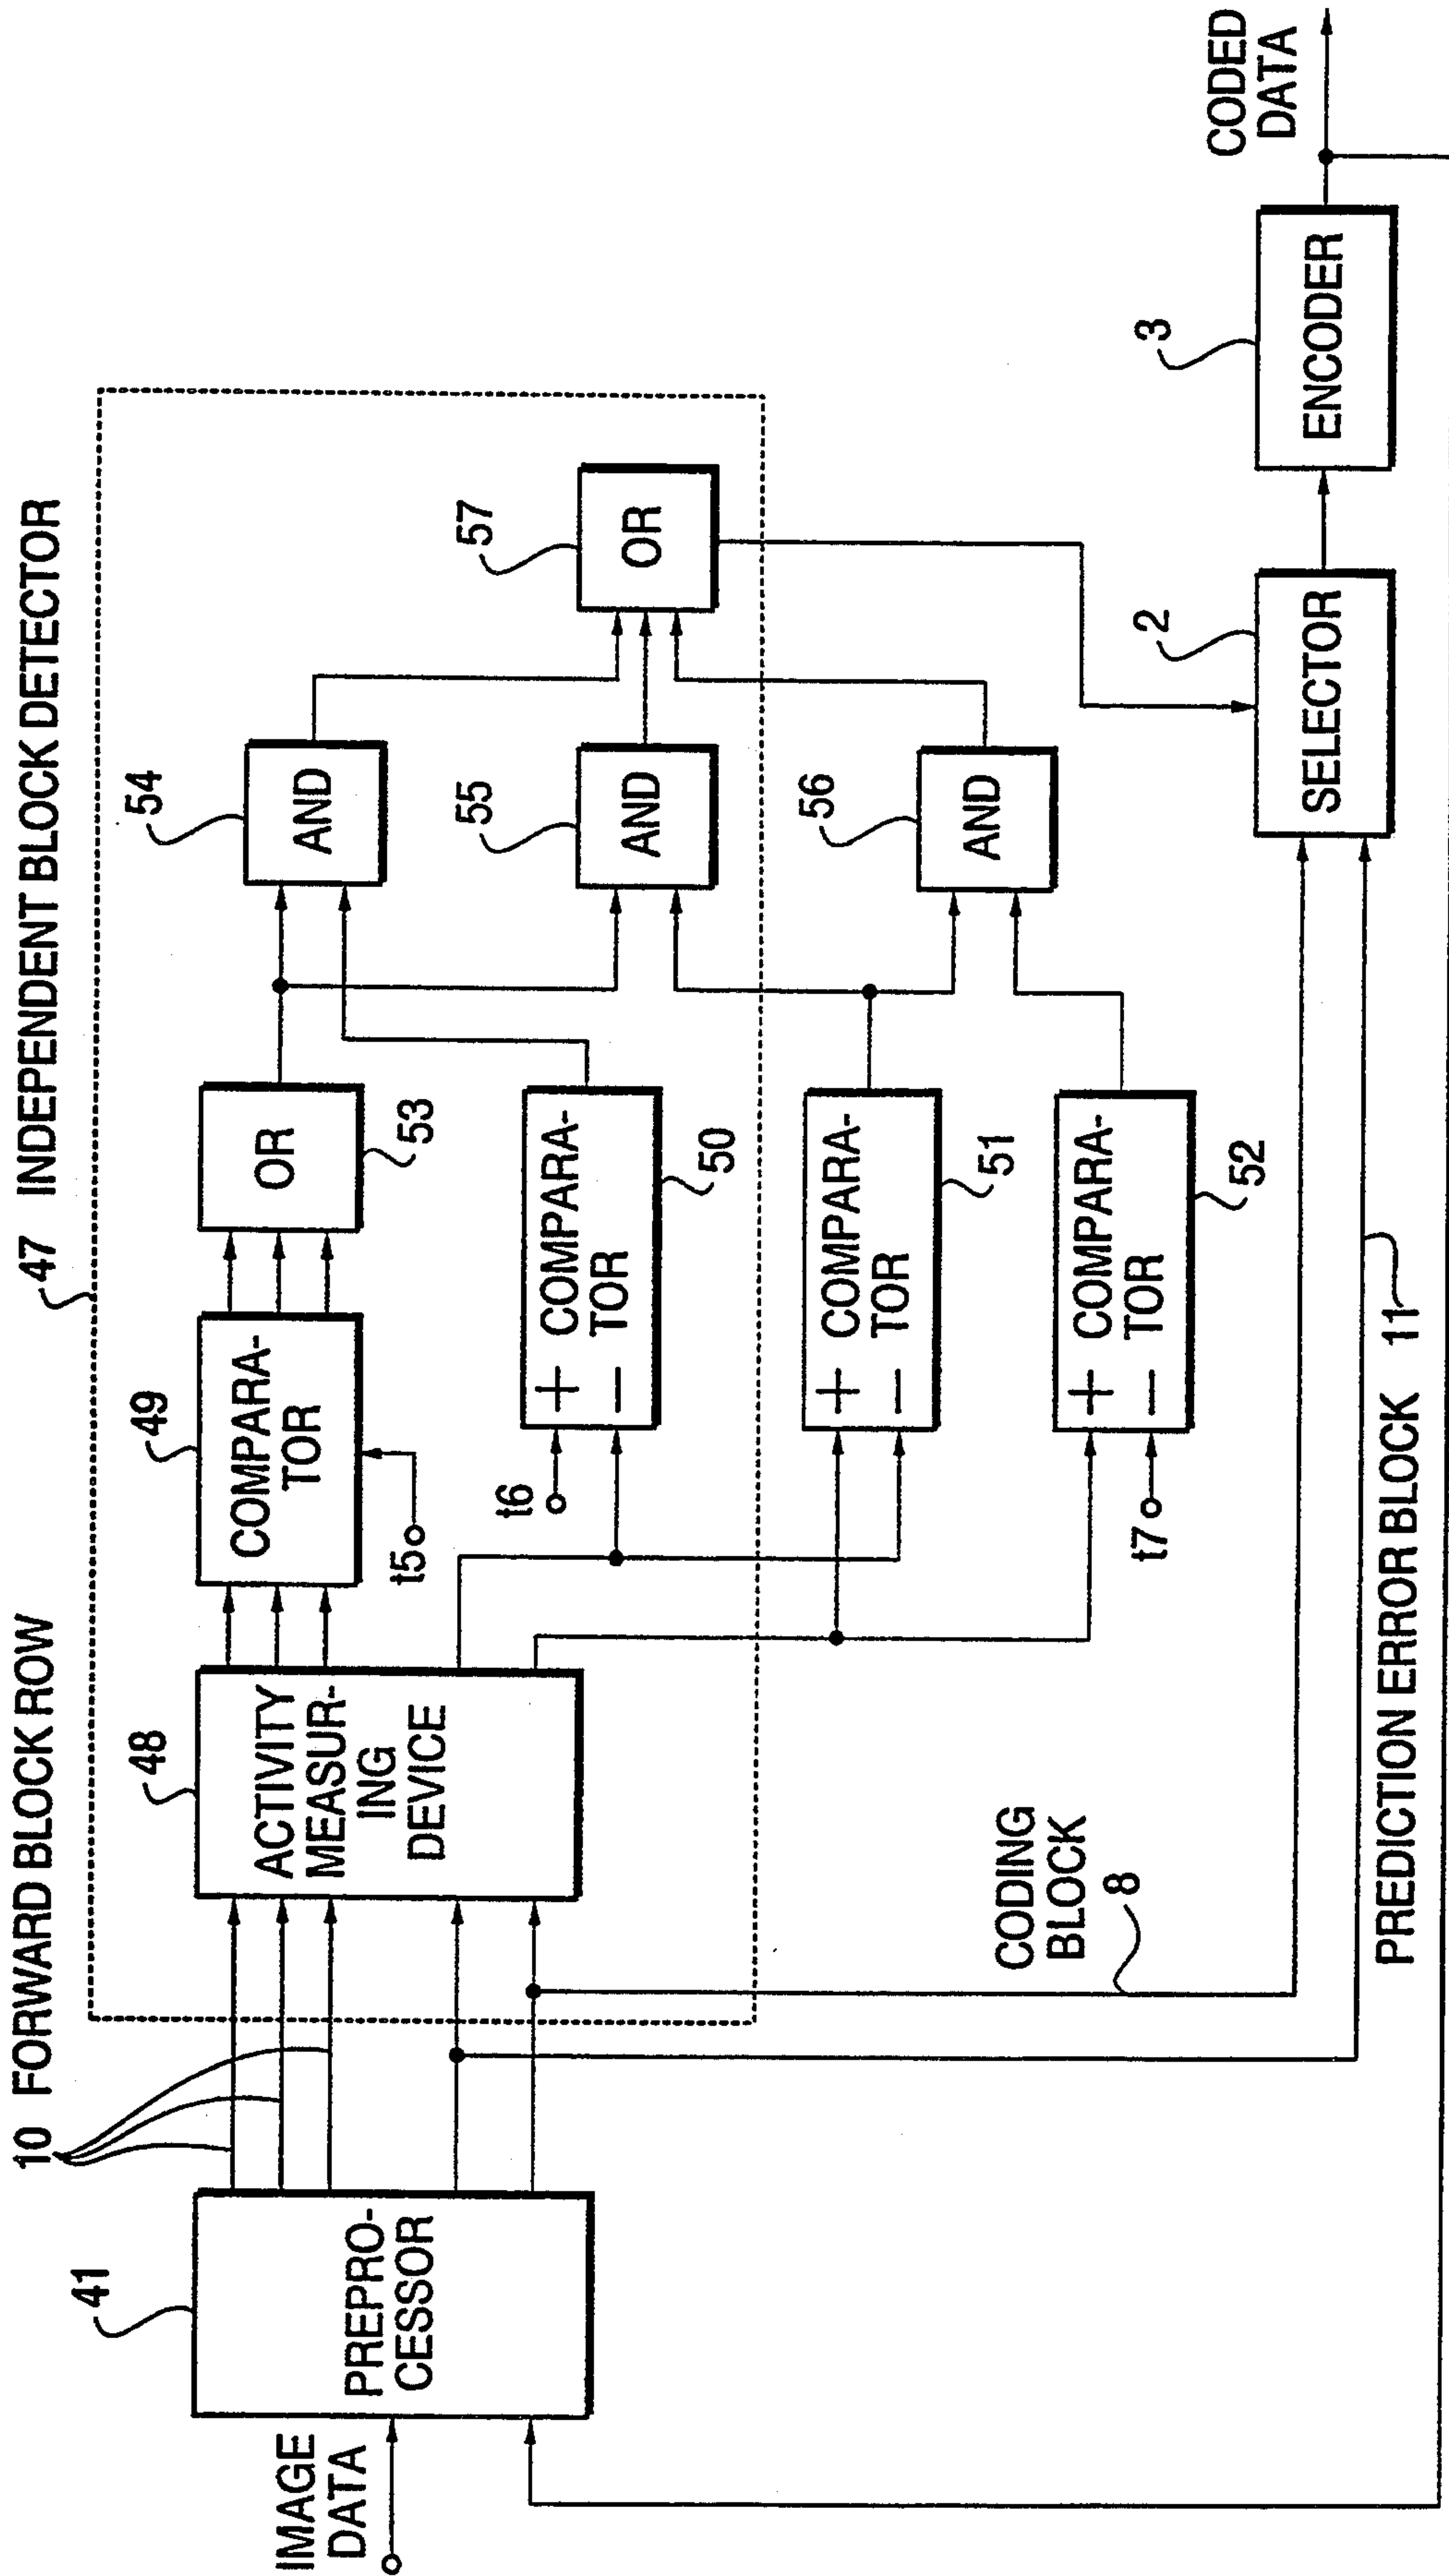 47 INDEPENDENT BLOCK DETECTOR
10 FORWARD BLOCK ROW
41
PREPRO-
CESSOR
IMAGE
DATA
48
ACTIVITY
MEASUR-
ING
DEVICE
49
COMPARA-
TOR
t5
OR
53
54
AND
t6
+ COMPARA-
− TOR
50
55
AND
57
OR
+ COMPARA-
− TOR
51
56
AND
t7
+ COMPARA-
− TOR
52
CODING
BLOCK
8
PREDICTION ERROR BLOCK 11
2
SELECTOR
3
ENCODER
CODED
DATA